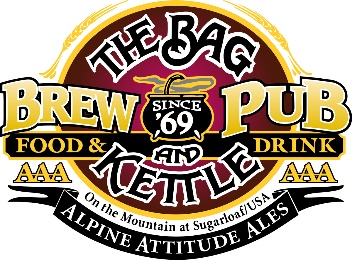 THE BAG
BREW PUB
SINCE
'69
FOOD & DRINK
AND
KETTLE
AAA AAA
On the Mountain at Sugarloaf/USA
ALPINE ATTITUDE ALES